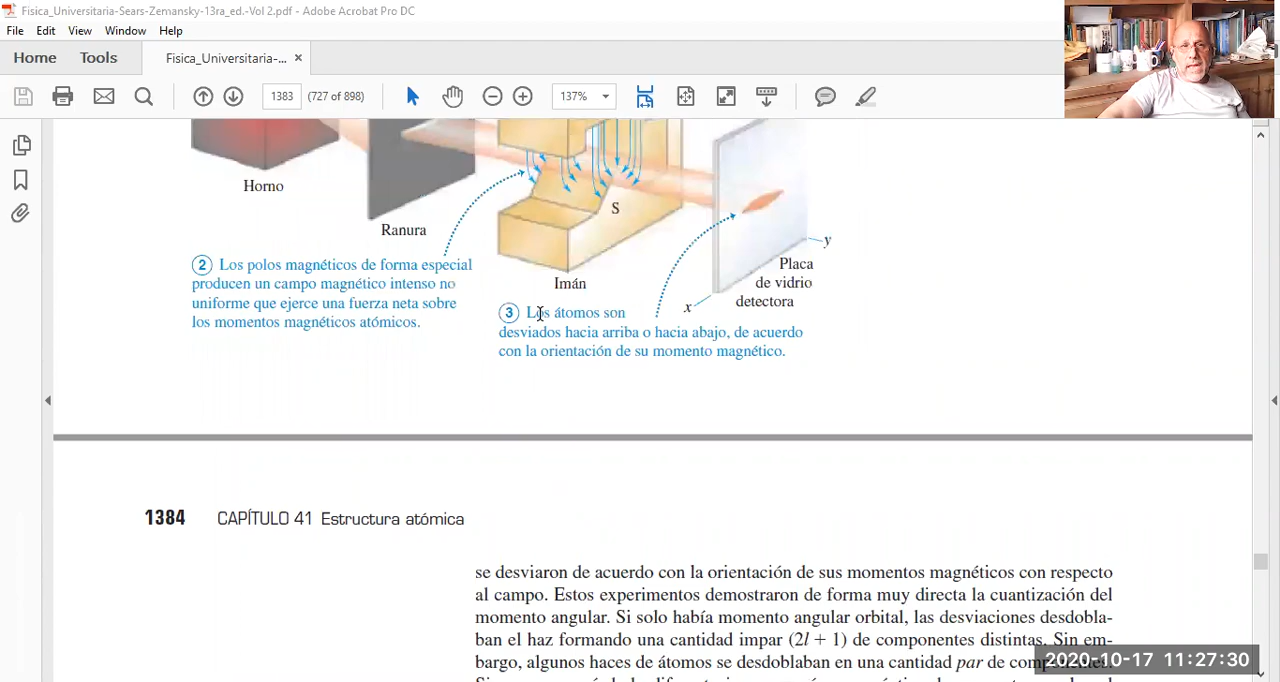 Fisica_Universitaria-Sears-Zemansky-13ra_ed.-Vol 2.pdf - Adobe Acrobat Pro DC
File Edit View Window Help
Home Tools Fisica_Universitaria-... ×
1383 (727 of 898) 137%
Horno
Ranura
S
Imán
y
Placa
de vidrio
detectora
x
2 Los polos magnéticos de forma especial
producen un campo magnético intenso no
uniforme que ejerce una fuerza neta sobre
los momentos magnéticos atómicos.
3 Los átomos son
desviados hacia arriba o hacia abajo, de acuerdo
con la orientación de su momento magnético.
1384 CAPÍTULO 41 Estructura atómica
se desviaron de acuerdo con la orientación de sus momentos magnéticos con respecto
al campo. Estos experimentos demostraron de forma muy directa la cuantización del
momento angular. Si solo había momento angular orbital, las desviaciones desdobla-
ban el haz formando una cantidad impar (2l + 1) de componentes distintas. Sin em-
bargo, algunos haces de átomos se desdoblaban en una cantidad par de
2020-10-17 11:27:30